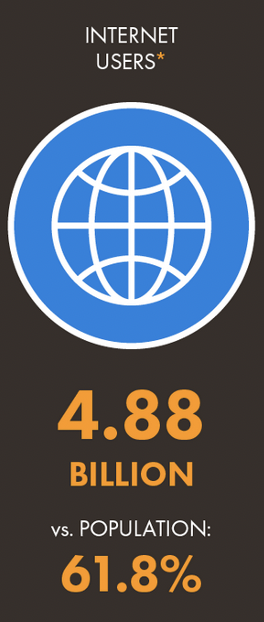 INTERNET
USERS*
4.88
BILLION
vs. POPULATION:
61.8%